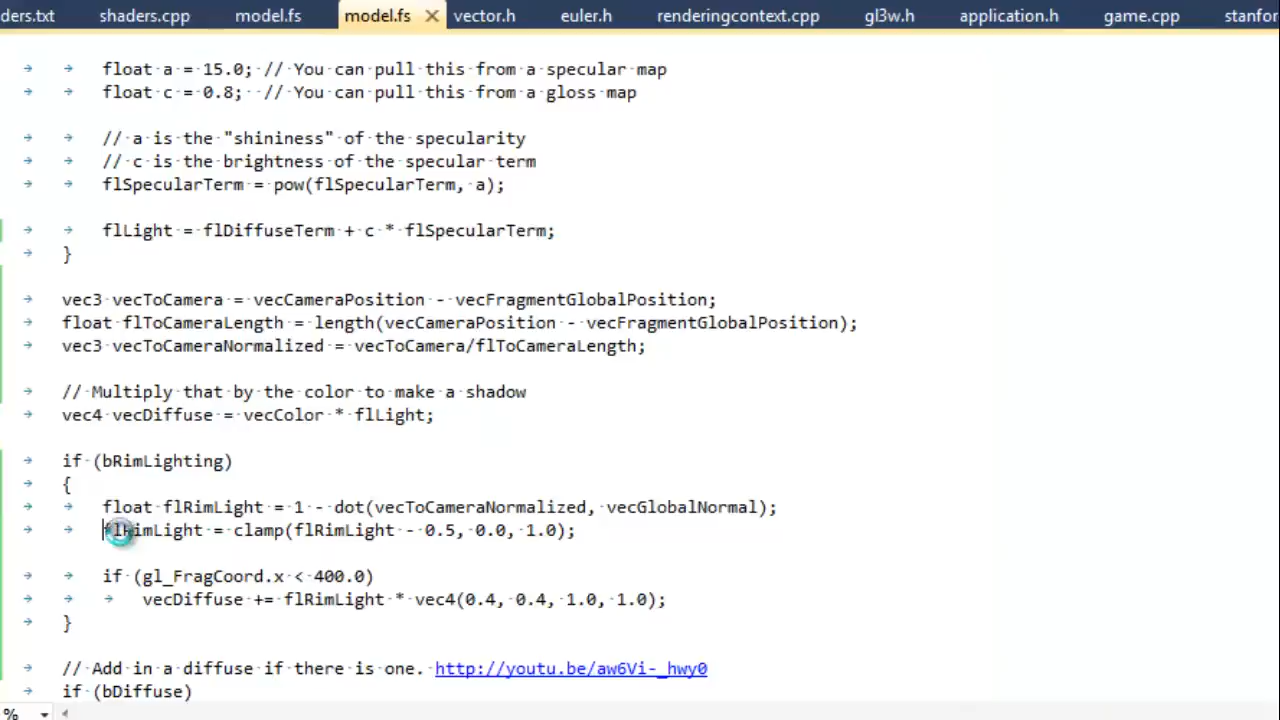 ders.txt shaders.cpp model.fs model.fs vector.h euler.h renderingcontext.cpp gl3w.h application.h game.cpp stanfor
float a = 15.0; // You can pull this from a specular map
float c = 0.8;  // You can pull this from a gloss map
// a is the "shininess" of the specularity
// c is the brightness of the specular term
flSpecularTerm = pow(flSpecularTerm, a);
flLight = flDiffuseTerm + c * flSpecularTerm;
}
vec3 vecToCamera = vecCameraPosition - vecFragmentGlobalPosition;
float flToCameraLength = length(vecCameraPosition - vecFragmentGlobalPosition);
vec3 vecToCameraNormalized = vecToCamera/flToCameraLength;
// Multiply that by the color to make a shadow
vec4 vecDiffuse = vecColor * flLight;
if (bRimLighting)
{
float flRimLight = 1 - dot(vecToCameraNormalized, vecGlobalNormal);
flRimLight = clamp(flRimLight - 0.5, 0.0, 1.0);
if (gl_FragCoord.x < 400.0)
vecDiffuse += flRimLight * vec4(0.4, 0.4, 1.0, 1.0);
}
// Add in a diffuse if there is one. http://youtu.be/aw6Vi-_hwy0
if (bDiffuse)
%